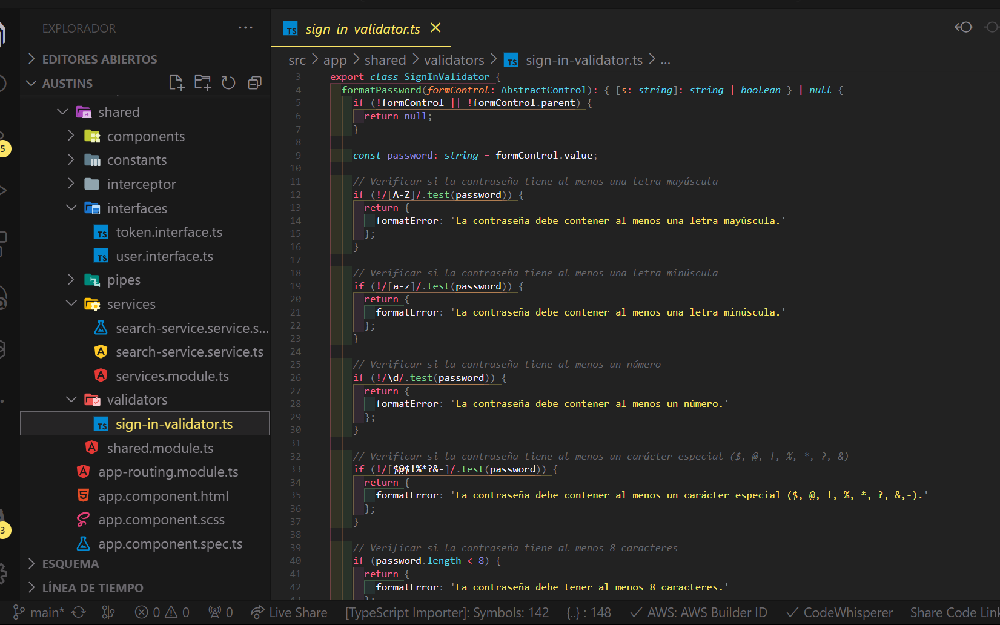 EXPLORADOR
EDITORES ABIERTOS
AUSTINS
shared
components
constants
interceptor
interfaces
token.interface.ts
user.interface.ts
pipes
services
search-service.service.s...
search-service.service.ts
services.module.ts
validators
sign-in-validator.ts
shared.module.ts
app-routing.module.ts
app.component.html
app.component.scss
app.component.spec.ts
ESQUEMA
LÍNEA DE TIEMPO
5
3
TS sign-in-validator.ts
src > app > shared > validators > TS sign-in-validator.ts > ...
3 export class SignInValidator {
4 formatPassword(formControl: AbstractControl): { [s: string]: string | boolean } | null {
5 if (!formControl || !formControl.parent) {
6 return null;
7 }
8
9 const password: string = formControl.value;
10
11 // Verificar si la contraseña tiene al menos una letra mayúscula
12 if (!/[A-Z]/.test(password)) {
13 return {
14 formatError: 'La contraseña debe contener al menos una letra mayúscula.'
15 };
16 }
17
18 // Verificar si la contraseña tiene al menos una letra minúscula
19 if (!/[a-z]/.test(password)) {
20 return {
21 formatError: 'La contraseña debe contener al menos una letra minúscula.'
22 };
23 }
24
25 // Verificar si la contraseña tiene al menos un número
26 if (!/\d/.test(password)) {
27 return {
28 formatError: 'La contraseña debe contener al menos un número.'
29 };
30 }
31
32 // Verificar si la contraseña tiene al menos un carácter especial ($, @, !, %, *, ?, &)
33 if (!/[$@$!%*?&-]/.test(password)) {
34 return {
35 formatError: 'La contraseña debe contener al menos un carácter especial ($, @, !, %, *, ?, &,-).'
36 };
37 }
38
39 // Verificar si la contraseña tiene al menos 8 caracteres
40 if (password.length < 8) {
41 return {
42 formatError: 'La contraseña debe tener al menos 8 caracteres.'
main* 0 0 0 Live Share [TypeScript Importer]: Symbols: 142 {..} : 148 AWS: AWS Builder ID CodeWhisperer Share Code Lin